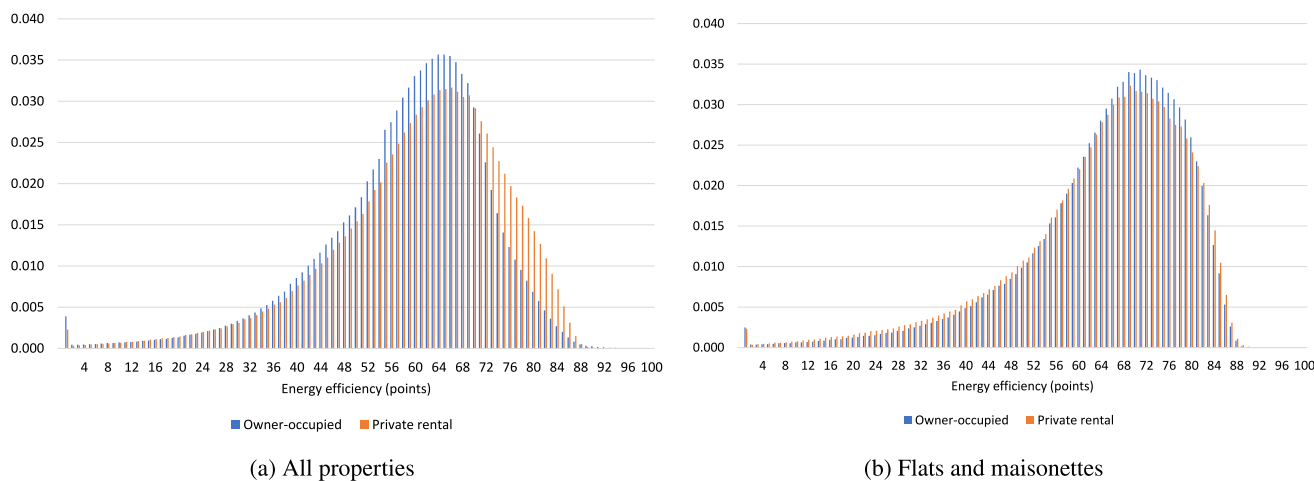 0.040
0.035
0.030
0.025
0.020
0.015
0.010
0.005
0.000
4 8 12 16 20 24 28 32 36 40 44 48 52 56 60 64 68 72 76 80 84 88 92 96 100
Energy efficiency (points)
Owner-occupied Private rental
(a) All properties
0.040
0.035
0.030
0.025
0.020
0.015
0.010
0.005
0.000
4 8 12 16 20 24 28 32 36 40 44 48 52 56 60 64 68 72 76 80 84 88 92 96 100
Energy efficiency (points)
Owner-occupied Private rental
(b) Flats and maisonettes